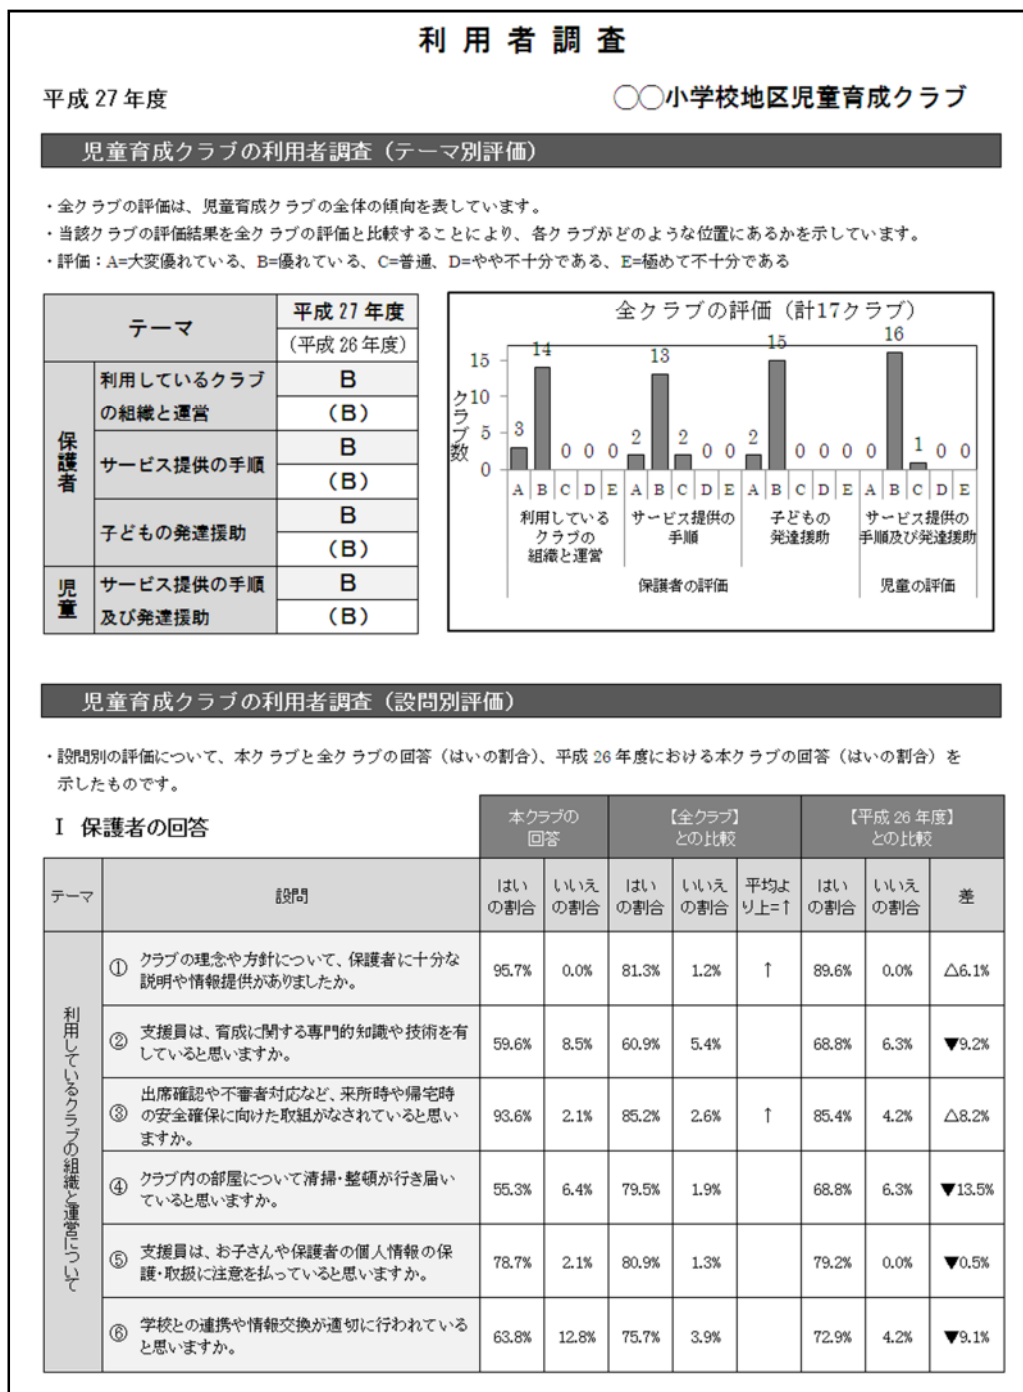 利用者調査
平成 27 年度
○○小学校地区児童育成クラブ
児童育成クラブの利用者調査（テーマ別評価）
・全クラブの評価は、児童育成クラブの全体の傾向を表しています。
・当該クラブの評価結果を全クラブの評価と比較することにより、各クラブがどのような位置にあるかを示しています。
・評価：A=大変優れている、B=優れている、C=普通、D=やや不十分である、E=極めて不十分である
テーマ
平成 27 年度
（平成 26 年度）
保護者
利用しているクラブ
の組織と運営
B
（B）
サービス提供の手順
B
（B）
子どもの発達援助
B
（B）
児童
サービス提供の手順
及び発達援助
B
（B）
全クラブの評価（計17クラブ）
クラブ数
15
10
5
0
3 14 0 0 0 2 13 2 0 0 2 15 0 0 0 0 16 1 0 0
A B C D E A B C D E A B C D E A B C D E
利用している
クラブの
組織と運営
サービス提供の
手順
子どもの
発達援助
サービス提供の
手順及び発達援助
保護者の評価
児童の評価
児童育成クラブの利用者調査（設問別評価）
・設問別の評価について、本クラブと全クラブの回答（はいの割合）、平成 26 年度における本クラブの回答（はいの割合）を
示したものです。
Ⅰ 保護者の回答
本クラブの
回答
【全クラブ】
との比較
【平成 26 年度】
との比較
テーマ
設問
はい
の割合
いいえ
の割合
はい
の割合
いいえ
の割合
平均よ
り上=↑
はい
の割合
いいえ
の割合
差
利用しているクラブの組織と運営について
① クラブの理念や方針について、保護者に十分な
説明や情報提供がありましたか。
95.7% 0.0% 81.3% 1.2% ↑ 89.6% 0.0% △6.1%
② 支援員は、育成に関する専門的知識や技術を有
していると思いますか。
59.6% 8.5% 60.9% 5.4% 68.8% 6.3% ▼9.2%
③ 出席確認や不審者対応など、来所時や帰宅時
の安全確保に向けた取組がなされていると思い
ますか。
93.6% 2.1% 85.2% 2.6% ↑ 85.4% 4.2% △8.2%
④ クラブ内の部屋について清掃・整頓が行き届い
ていると思いますか。
55.3% 6.4% 79.5% 1.9% 68.8% 6.3% ▼13.5%
⑤ 支援員は、お子さんや保護者の個人情報の保
護・取扱に注意を払っていると思いますか。
78.7% 2.1% 80.9% 1.3% 79.2% 0.0% ▼0.5%
⑥ 学校との連携や情報交換が適切に行われている
と思いますか。
63.8% 12.8% 75.7% 3.9% 72.9% 4.2% ▼9.1%